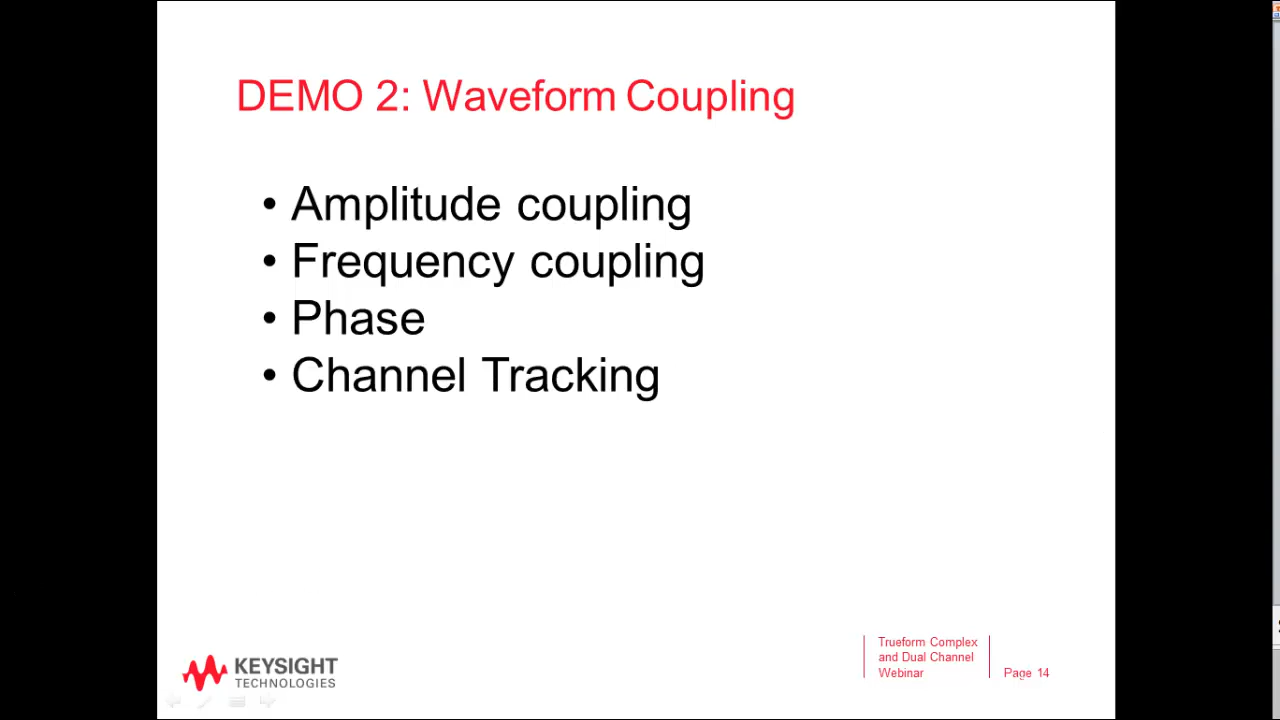 DEMO 2: Waveform Coupling
• Amplitude coupling
• Frequency coupling
• Phase
• Channel Tracking
KEYSIGHT
TECHNOLOGIES
Trueform Complex
and Dual Channel
Webinar
Page 14